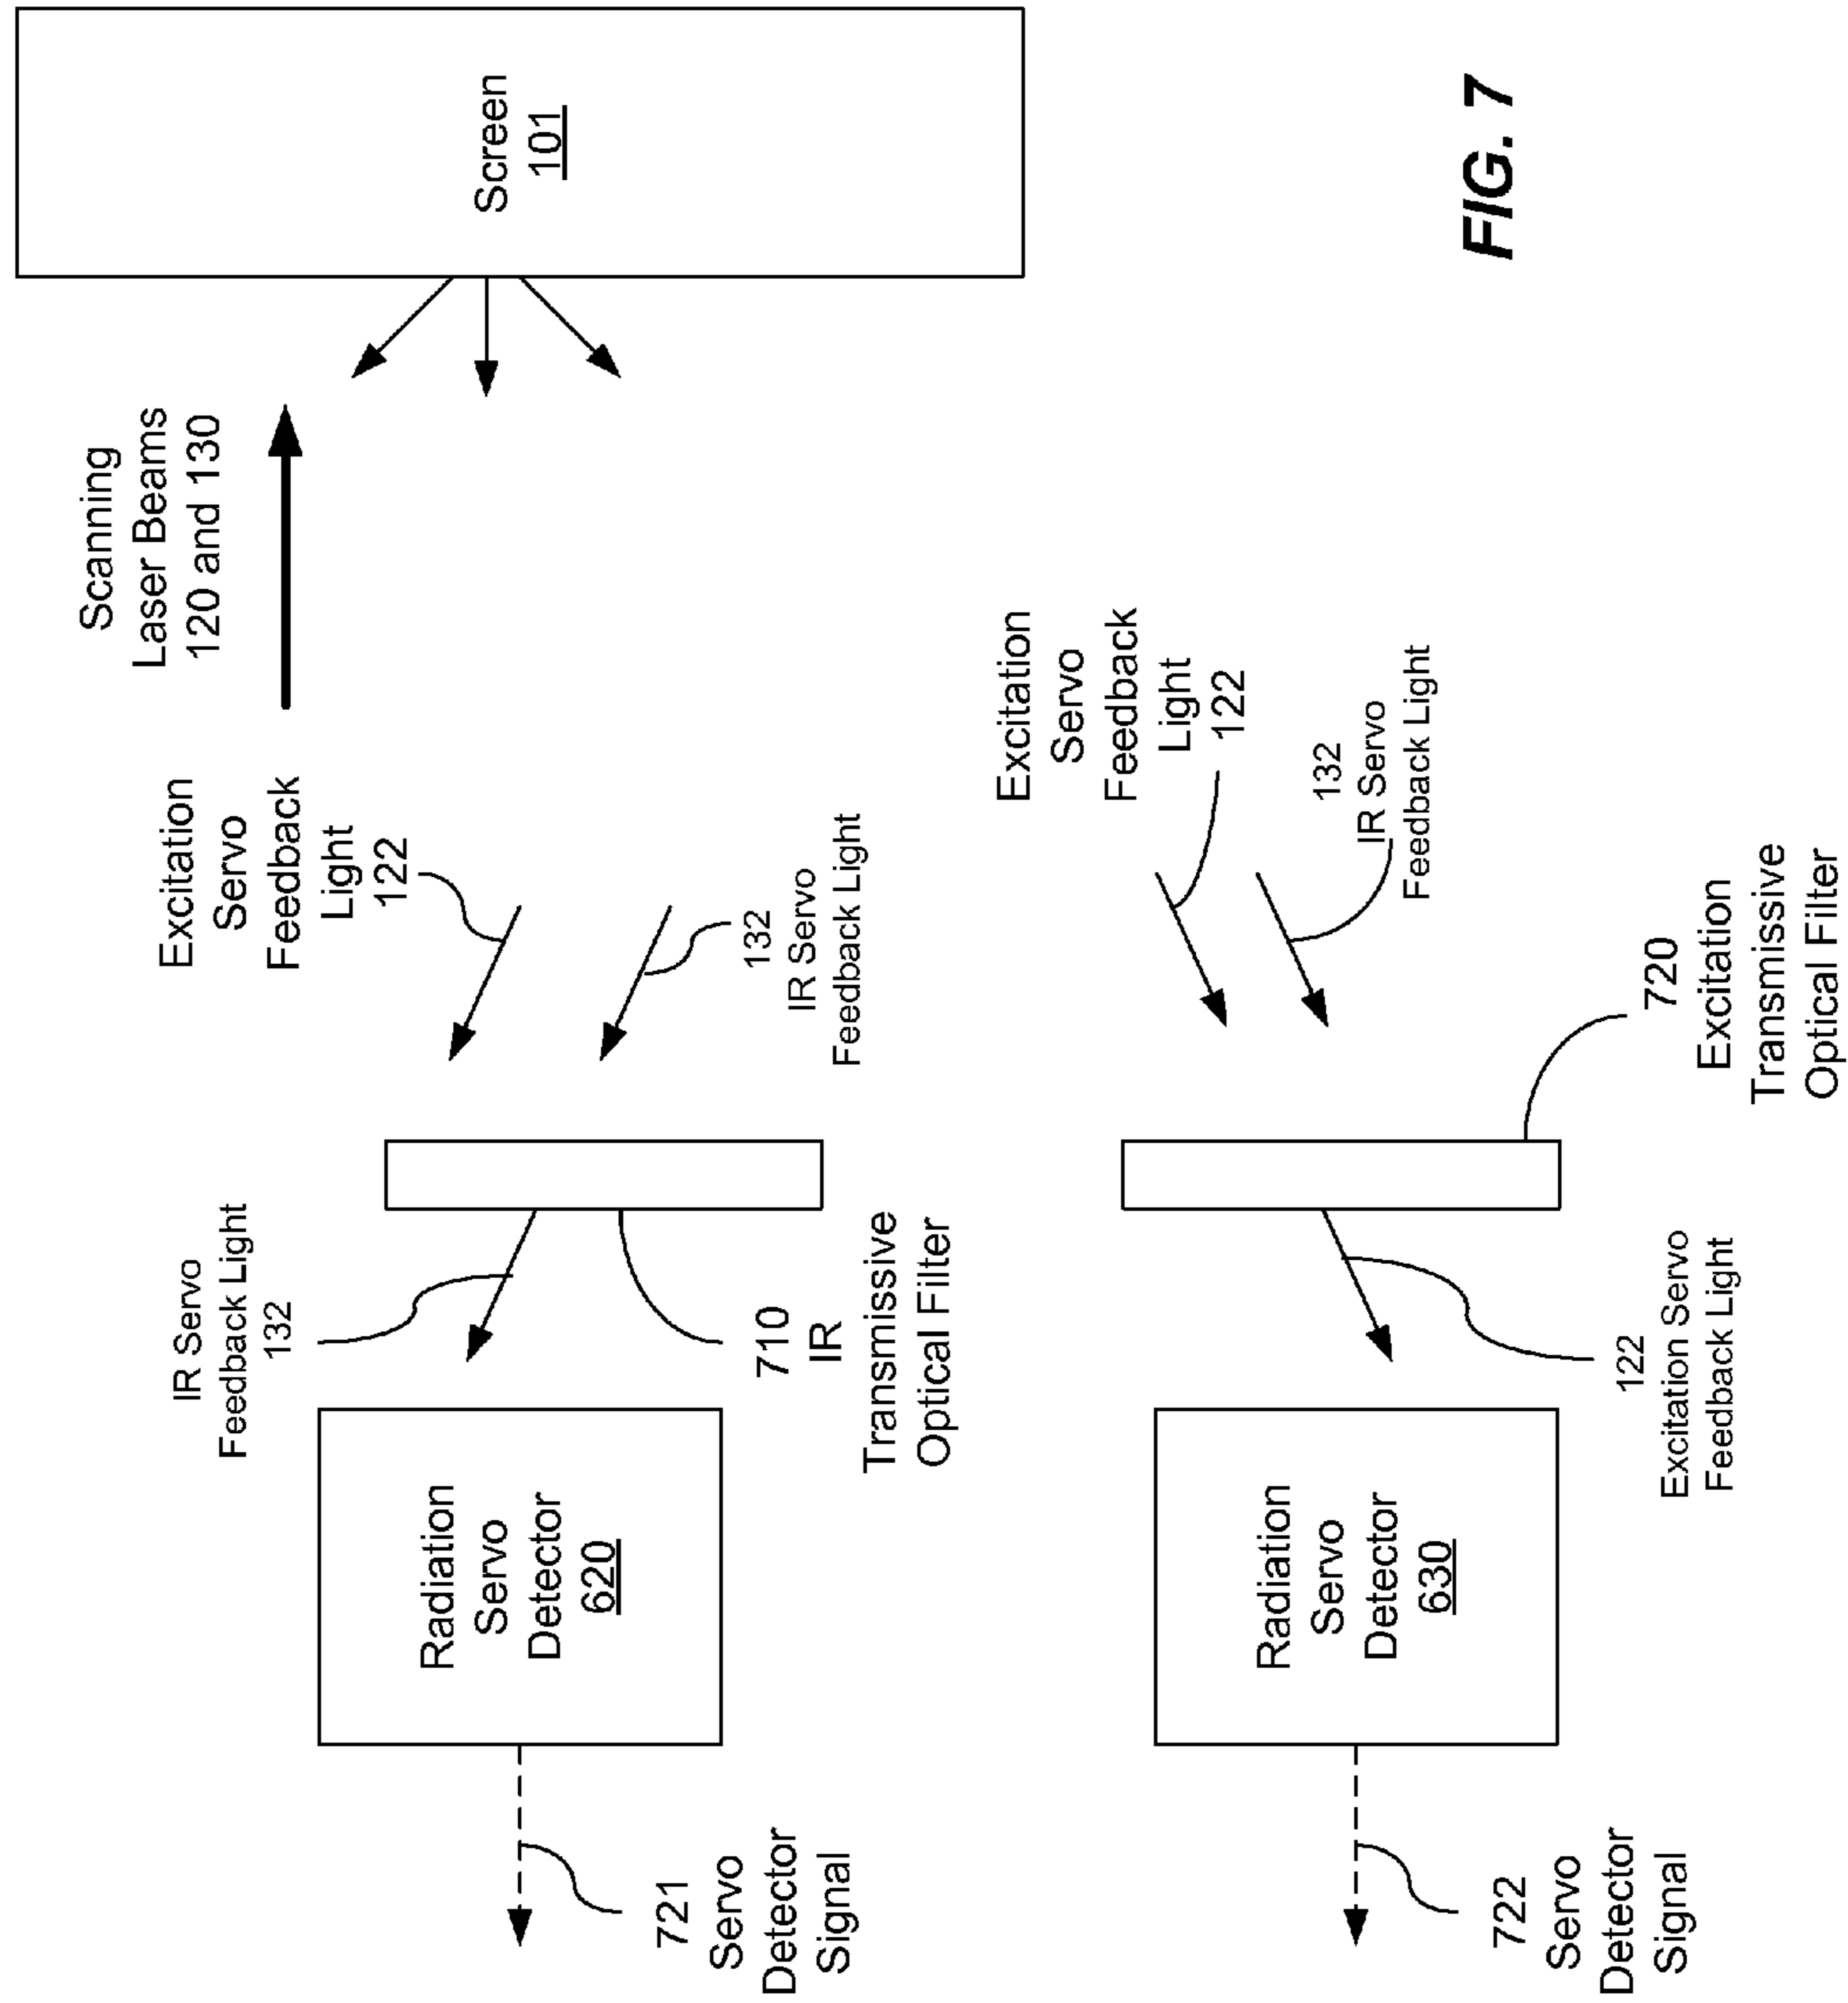 Scanning
Laser Beams
120 and 130
Screen
101
Excitation
Servo
Feedback
Light
122
132
IR Servo
Feedback Light
IR Servo
Feedback Light
132
710
IR
Transmissive
Optical Filter
Radiation
Servo
Detector
620
721
Servo
Detector
Signal
Excitation
Servo
Feedback
Light
122
132
IR Servo
Feedback Light
720
Excitation
Transmissive
Optical Filter
122
Excitation Servo
Feedback Light
Radiation
Servo
Detector
630
722
Servo
Detector
Signal
FIG. 7